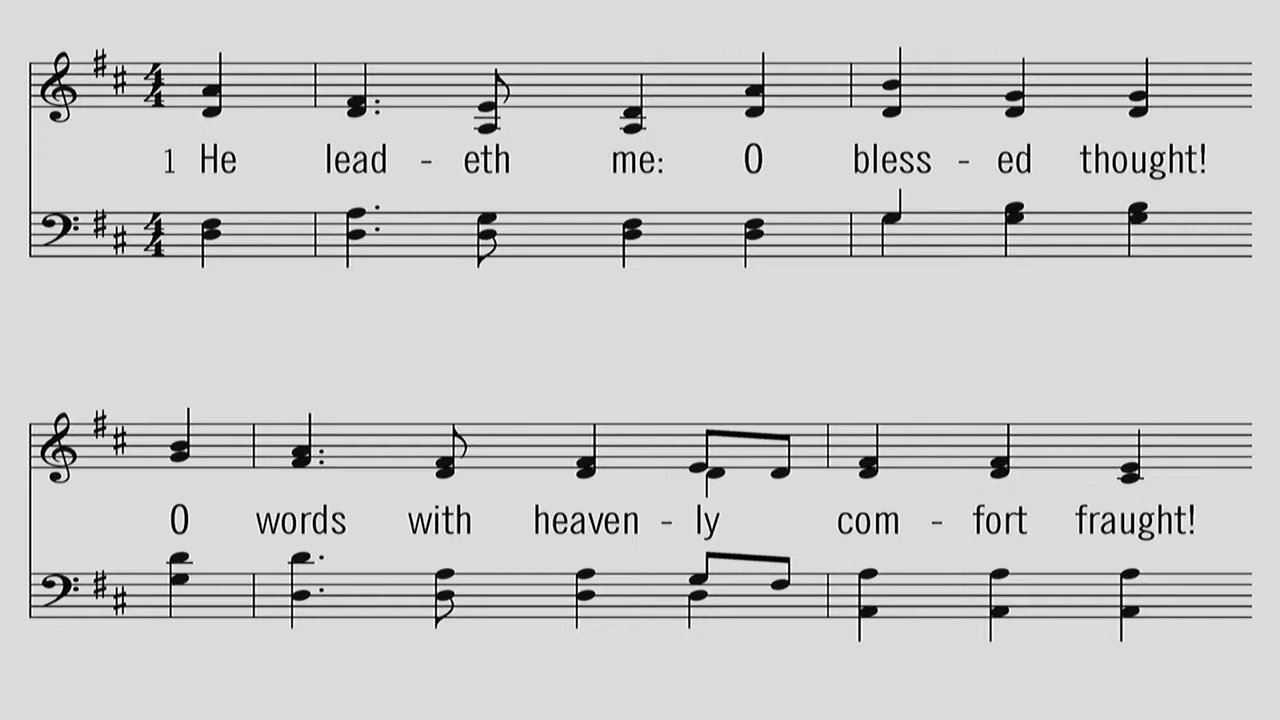 1 He lead - eth me: O bless - ed thought!
O words with heaven - ly com - fort fraught!